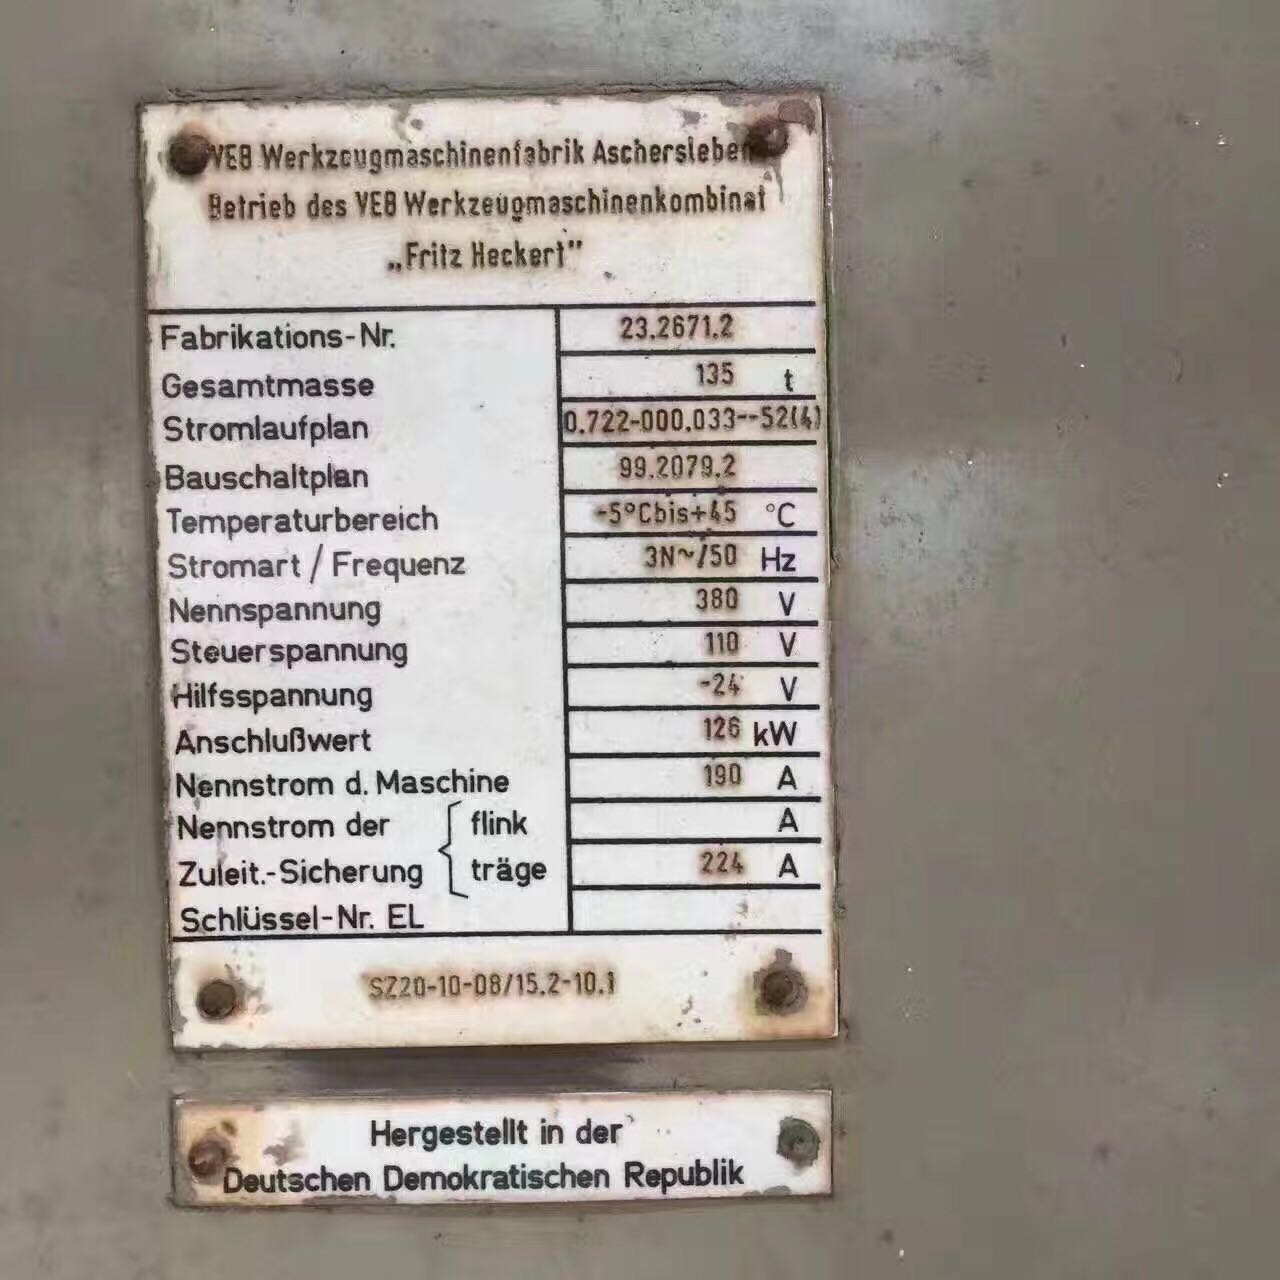 VEB Werkzeugmaschinenfabrik Aschersleben
Betrieb des VEB Werkzeugmaschinenkombinat
„Fritz Heckert"
Fabrikations-Nr. 23.2671.2
Gesamtmasse 135 t
Stromlaufplan 0.722-000.033--52(4)
Bauschaltplan 99.2079.2
Temperaturbereich -5°Cbis+45 °C
Stromart / Frequenz 3N~/50 Hz
Nennspannung 380 V
Steuerspannung 110 V
Hilfsspannung -24 V
Anschlußwert 126 kW
Nennstrom d. Maschine 190 A
Nennstrom der flink A
Zuleit.-Sicherung träge 224 A
Schlüssel-Nr. EL
SZ20-10-08/15.2-10.1
Hergestellt in der
Deutschen Demokratischen Republik